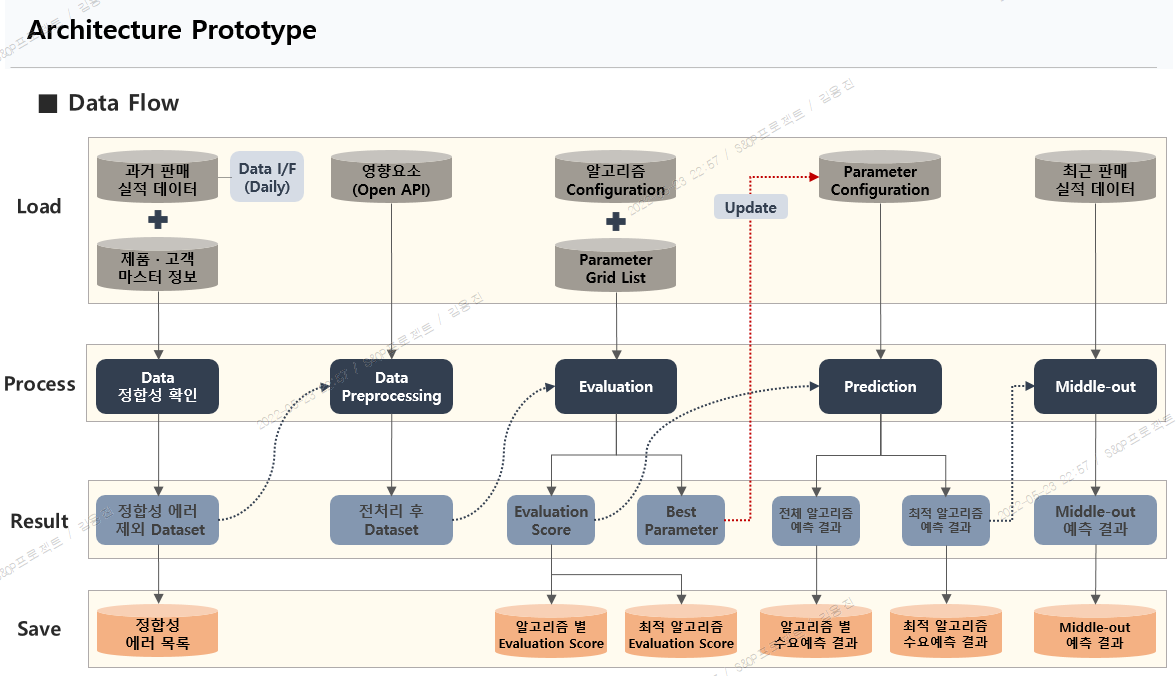 Architecture Prototype
■ Data Flow
Load
과거 판매
실적 데이터
Data I/F
(Daily)
제품 · 고객
마스터 정보
영향요소
(Open API)
알고리즘
Configuration
Parameter
Grid List
Update
Parameter
Configuration
최근 판매
실적 데이터
Process
Data
정합성 확인
Data
Preprocessing
Evaluation
Prediction
Middle-out
Result
정합성 에러
제외 Dataset
전처리 후
Dataset
Evaluation
Score
Best
Parameter
전체 알고리즘
예측 결과
최적 알고리즘
예측 결과
Middle-out
예측 결과
Save
정합성
에러 목록
알고리즘 별
Evaluation Score
최적 알고리즘
Evaluation Score
알고리즘 별
수요예측 결과
최적 알고리즘
수요예측 결과
Middle-out
예측 결과